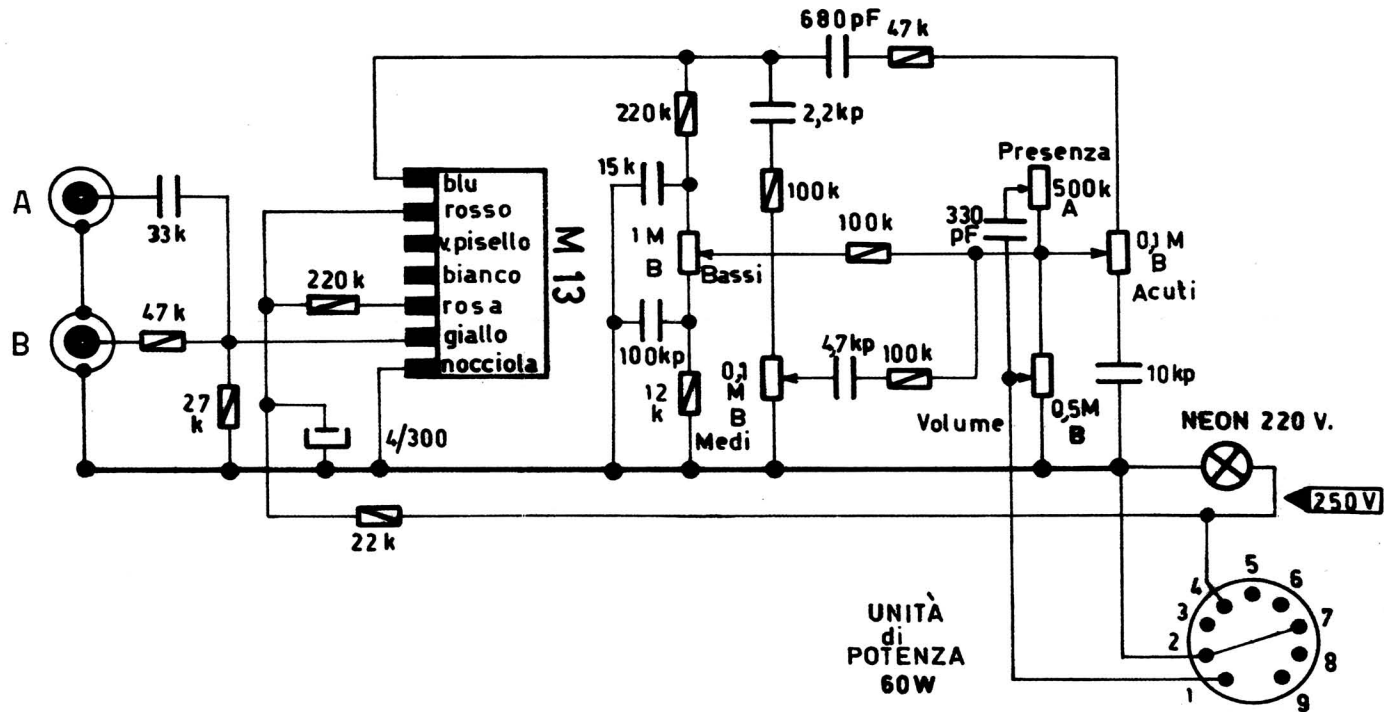 680pF
47k
220k
2,2kp
A
33k
blu
rosso
v.pisello
bianco
rosa
giallo
nocciola
M 13
15k
100k
Presenza
500k
A
330
pF
1 M
B
Bassi
100k
0,1M
B
Acuti
220k
B
47k
27
k
4/300
100kp
12
k
Medi
0,1
M
B
4,7kp
100k
Volume
0,5M
B
10kp
NEON 220 V.
250V
22k
UNITÀ
di
POTENZA
60W
1
2
3
4
5
6
7
8
9